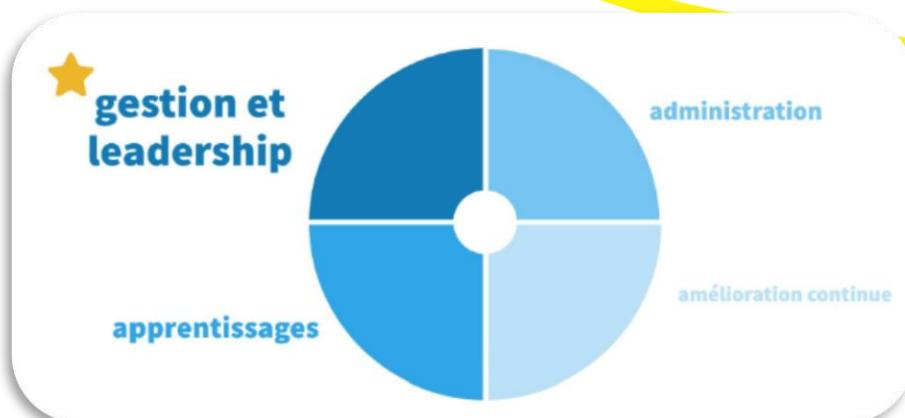 gestion et
leadership
administration
apprentissages
amélioration continue